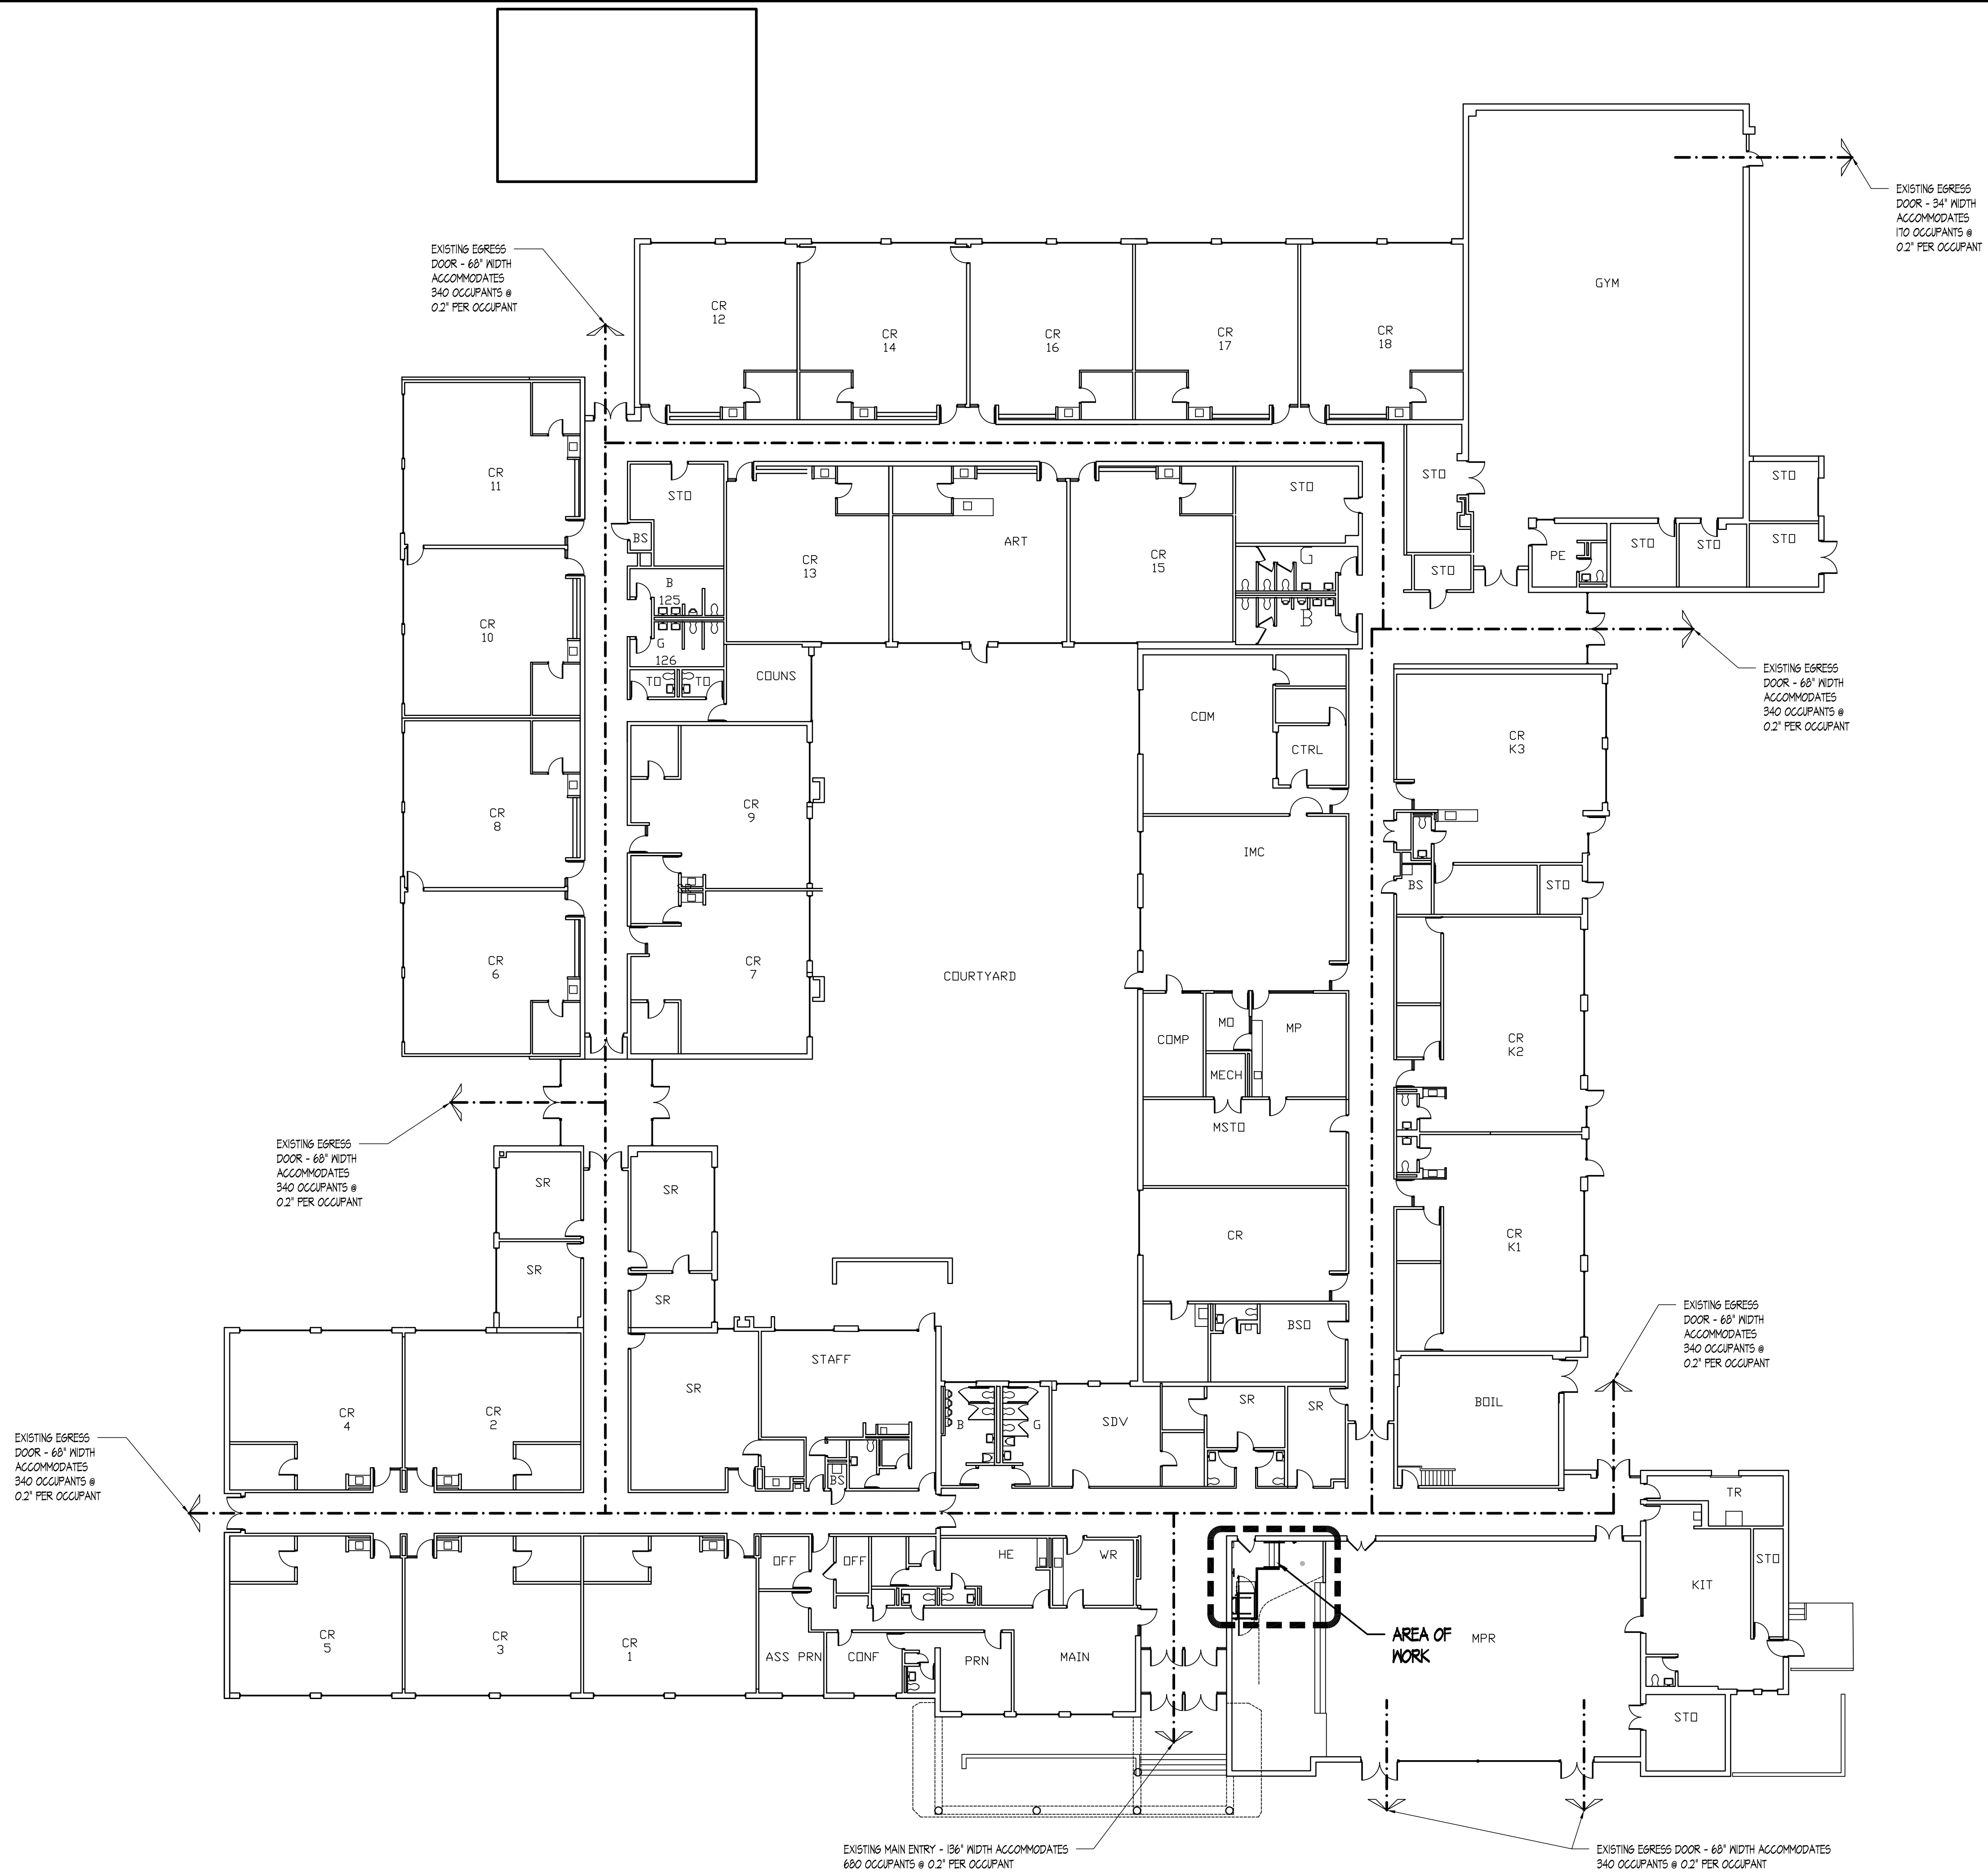 EXISTING EGRESS
DOOR - 34" WIDTH
ACCOMMODATES
170 OCCUPANTS @
0.2" PER OCCUPANT
EXISTING EGRESS
DOOR - 68" WIDTH
ACCOMMODATES
340 OCCUPANTS @
0.2" PER OCCUPANT
GYM
CR
12
CR
14
CR
16
CR
17
CR
18
CR
11
STO
BS
CR
13
ART
CR
15
STO
STO
STO
PE
STO
STO
STO
STO
G
B
B
125
G
126
TO
TO
COUNS
CR
10
EXISTING EGRESS
DOOR - 68" WIDTH
ACCOMMODATES
340 OCCUPANTS @
0.2" PER OCCUPANT
COM
CTRL
CR
K3
CR
8
CR
9
IMC
BS
STO
CR
6
CR
7
COURTYARD
COMP
MO
MP
MECH
MSTO
CR
K2
EXISTING EGRESS
DOOR - 68" WIDTH
ACCOMMODATES
340 OCCUPANTS @
0.2" PER OCCUPANT
SR
SR
SR
SR
CR
CR
K1
EXISTING EGRESS
DOOR - 68" WIDTH
ACCOMMODATES
340 OCCUPANTS @
0.2" PER OCCUPANT
BSO
STAFF
SR
CR
4
CR
2
B
G
SDV
SR
SR
BOIL
BS
EXISTING EGRESS
DOOR - 68" WIDTH
ACCOMMODATES
340 OCCUPANTS @
0.2" PER OCCUPANT
TR
STO
KIT
OFF
OFF
HE
WR
CR
5
CR
3
CR
1
ASS PRN
CONF
PRN
MAIN
AREA OF
WORK
MPR
STO
EXISTING MAIN ENTRY - 136" WIDTH ACCOMMODATES
680 OCCUPANTS @ 0.2" PER OCCUPANT
EXISTING EGRESS DOOR - 68" WIDTH ACCOMMODATES
340 OCCUPANTS @ 0.2" PER OCCUPANT